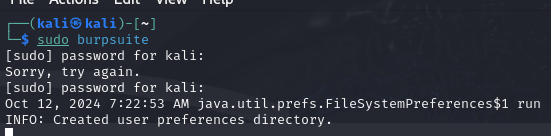 File Actions Edit View Help
┌──(kali㉿kali)-[~]
└─$ sudo burpsuite
[sudo] password for kali:
Sorry, try again.
[sudo] password for kali:
Oct 12, 2024 7:22:53 AM java.util.prefs.FileSystemPreferences$1 run
INFO: Created user preferences directory.